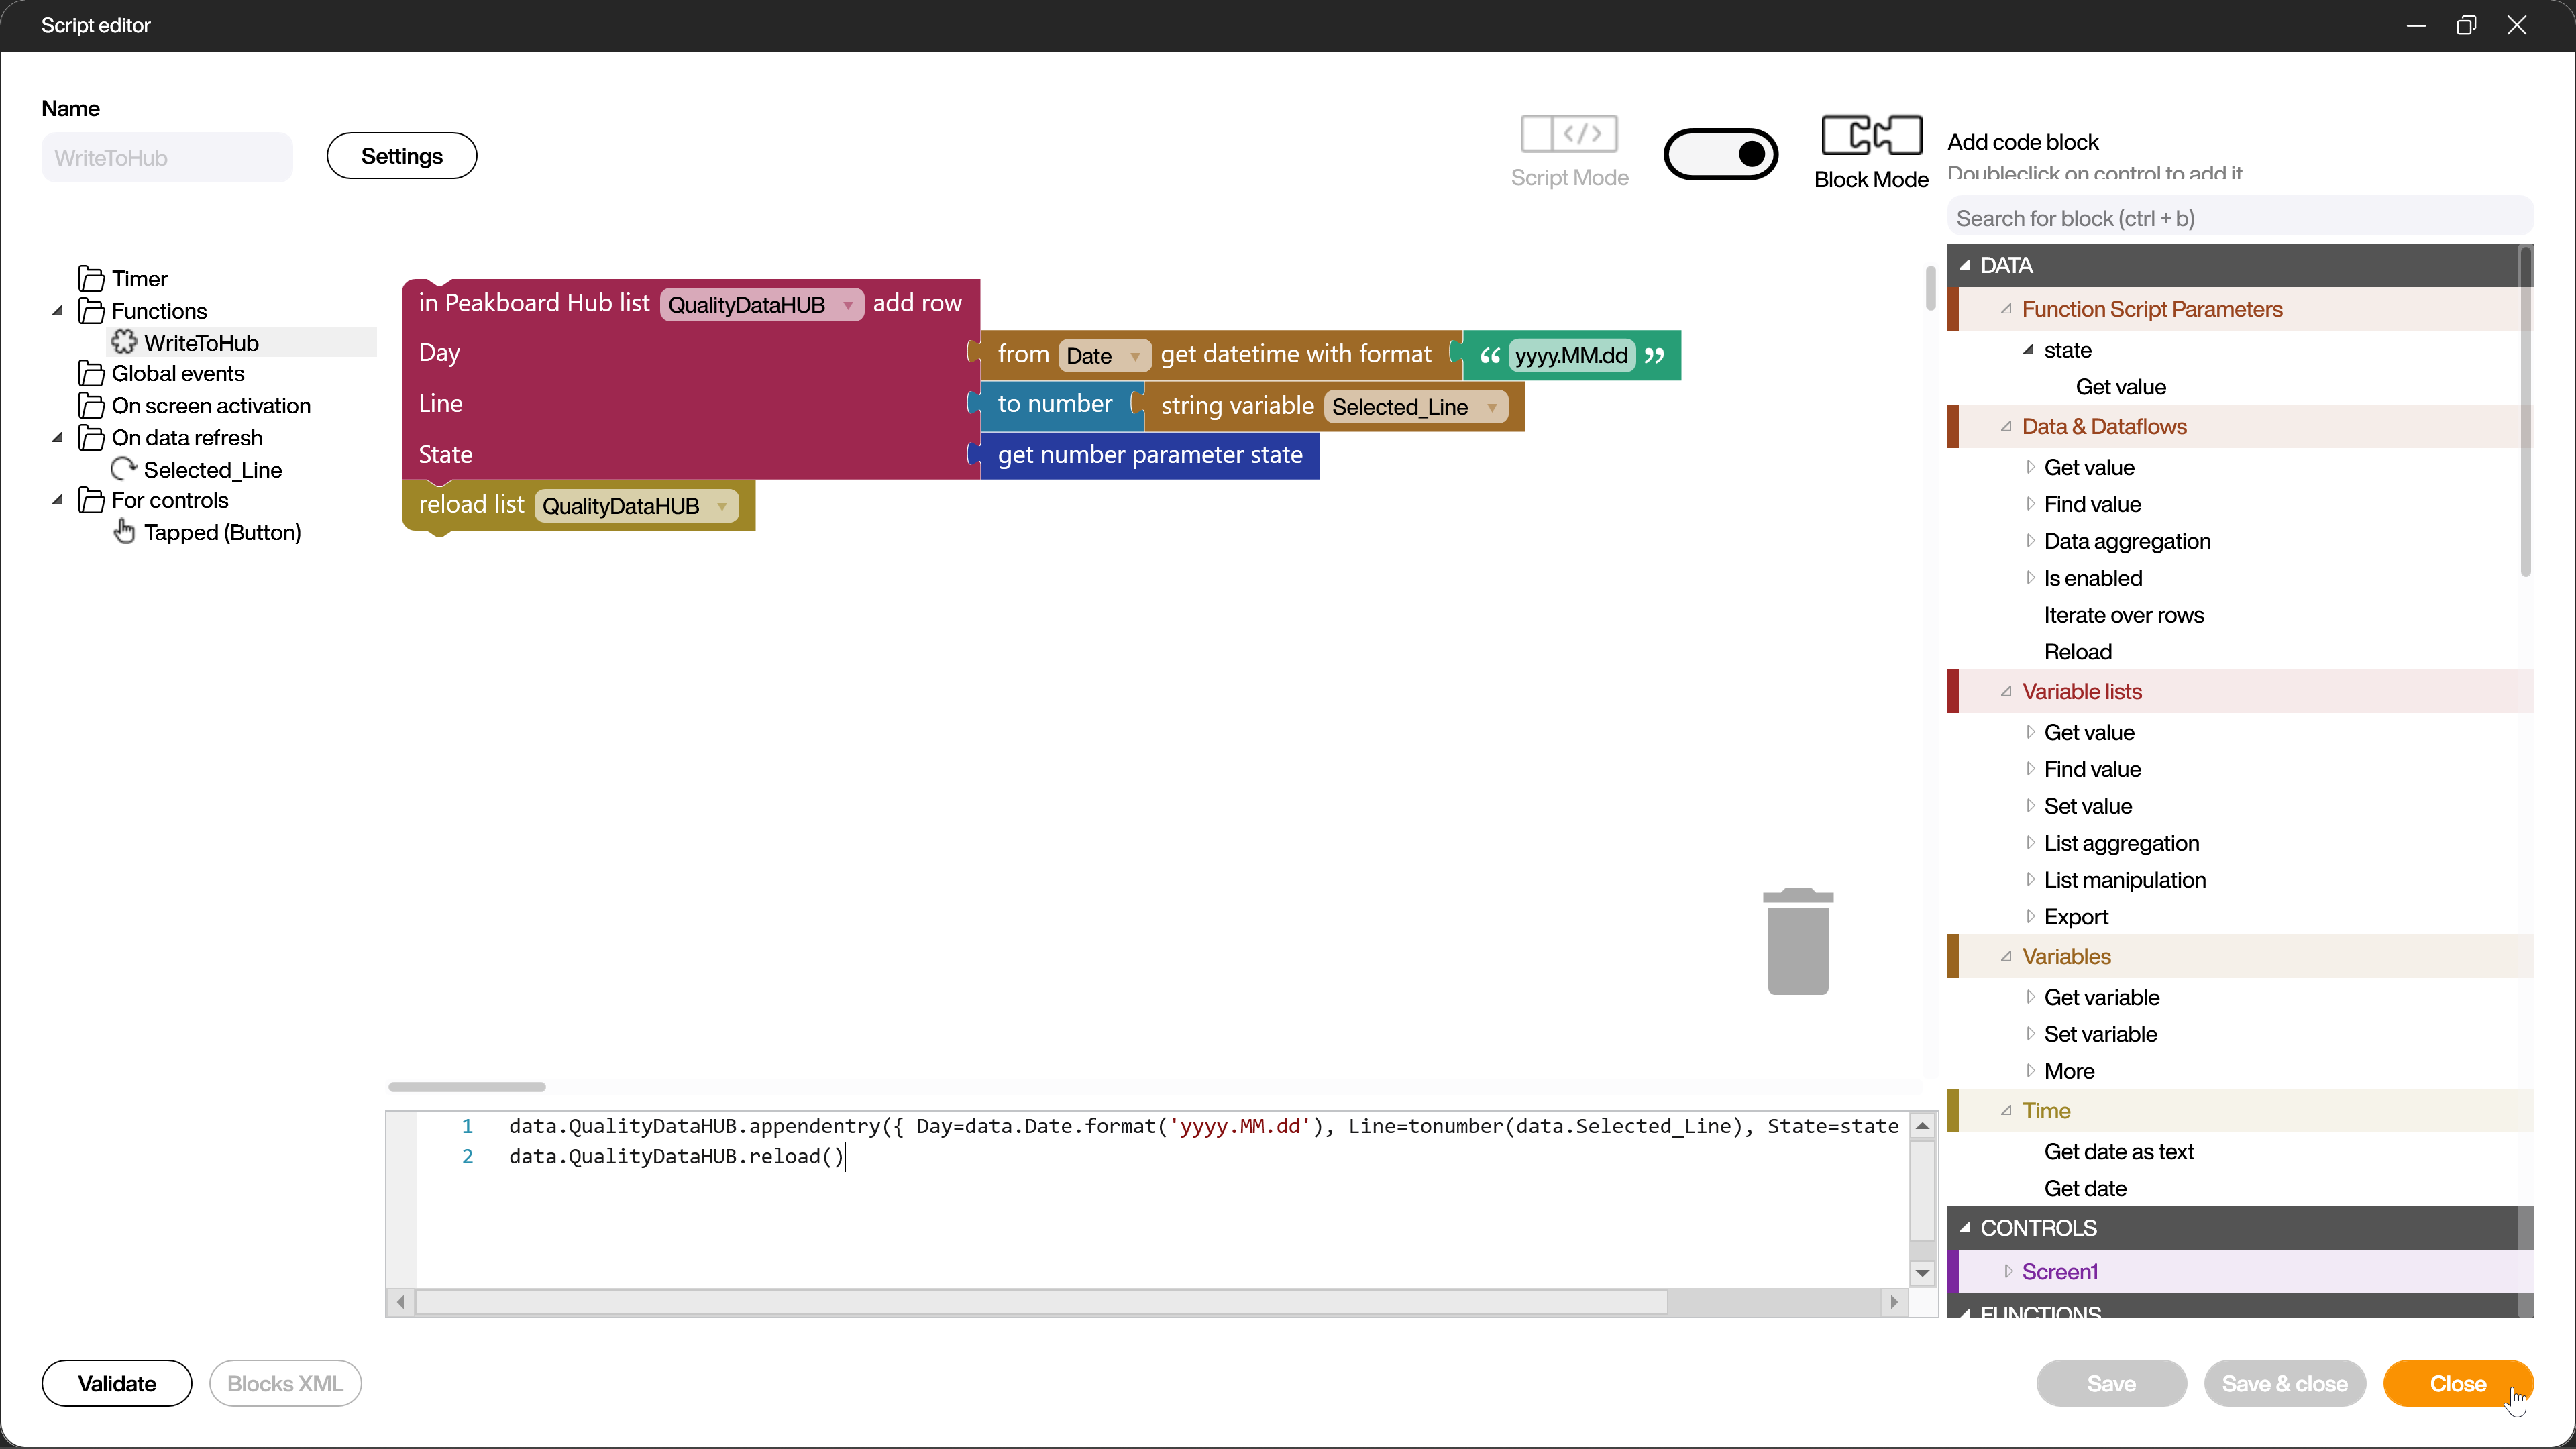 Script editor
Name
WriteToHub
Settings
Script Mode
Block Mode
Add code block
Doubleclick on control to add it
Search for block (ctrl + b)
Timer
Functions
WriteToHub
Global events
On screen activation
On data refresh
Selected_Line
For controls
Tapped (Button)
in Peakboard Hub list QualityDataHUB add row
Day from Date get datetime with format “ yyyy.MM.dd ”
Line to number string variable Selected_Line
State get number parameter state
reload list QualityDataHUB
1 data.QualityDataHUB.appendentry({ Day=data.Date.format('yyyy.MM.dd'), Line=tonumber(data.Selected_Line), State=state
2 data.QualityDataHUB.reload()
DATA
Function Script Parameters
state
Get value
Data & Dataflows
Get value
Find value
Data aggregation
Is enabled
Iterate over rows
Reload
Variable lists
Get value
Find value
Set value
List aggregation
List manipulation
Export
Variables
Get variable
Set variable
More
Time
Get date as text
Get date
CONTROLS
Screen1
FUNCTIONS
Validate
Blocks XML
Save
Save & close
Close